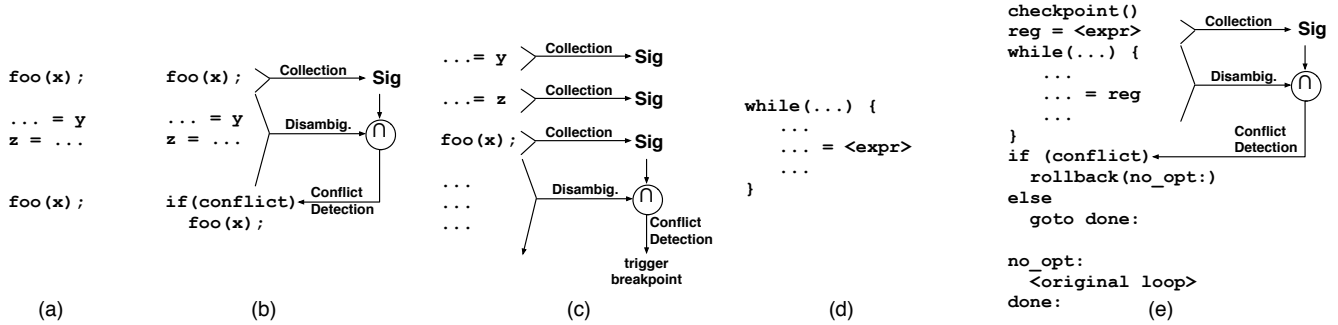 foo(x);
... = y
z = ...
foo(x);
(a)
foo(x);
Collection
Sig
... = y
z = ...
Disambig.
∩
if(conflict)
foo(x);
Conflict
Detection
(b)
...= y
Collection
Sig
...= z
Collection
Sig
foo(x);
Collection
Sig
...
...
...
Disambig.
∩
Conflict
Detection
trigger
breakpoint
(c)
while(...) {
...
... = <expr>
...
}
(d)
checkpoint()
reg = <expr>
while(...) {
...
... = reg
...
}
if (conflict)
rollback(no_opt:)
else
goto done:
no_opt:
<original loop>
done:
Collection
Sig
Disambig.
∩
Conflict
Detection
(e)